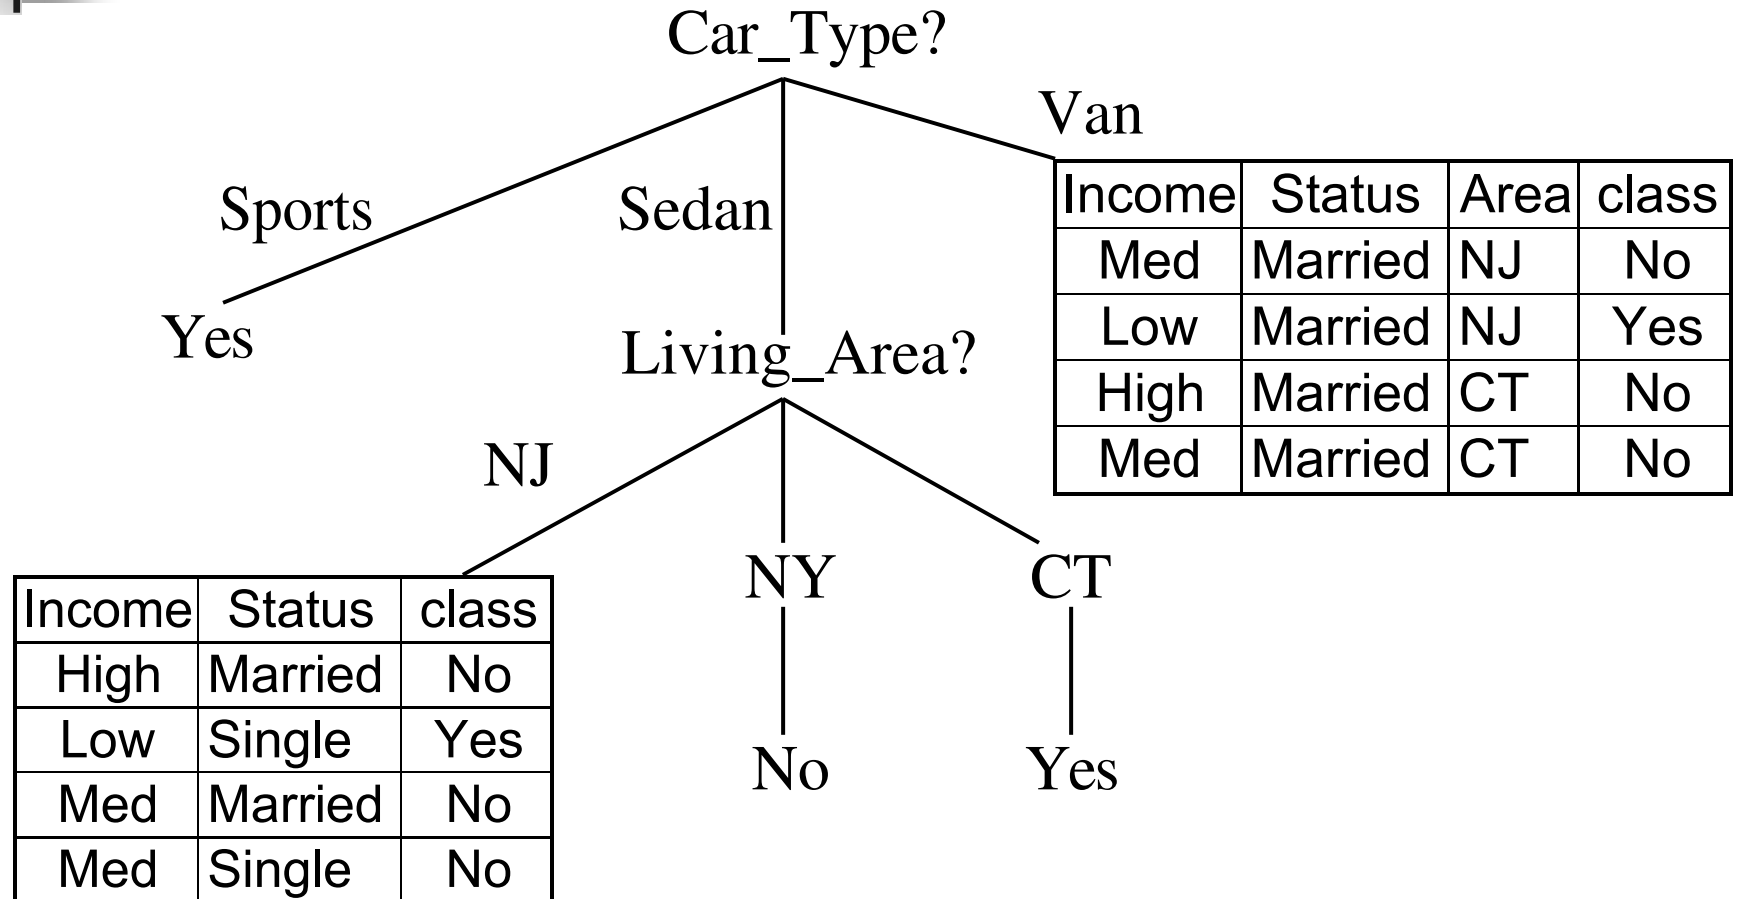 Car_Type?
Van
Sports
Sedan
Income Status Area class
Med Married NJ No
Low Married NJ Yes
High Married CT No
Med Married CT No
Yes
Living_Area?
NJ
NY
CT
Income Status class
High Married No
Low Single Yes
Med Married No
Med Single No
No
Yes